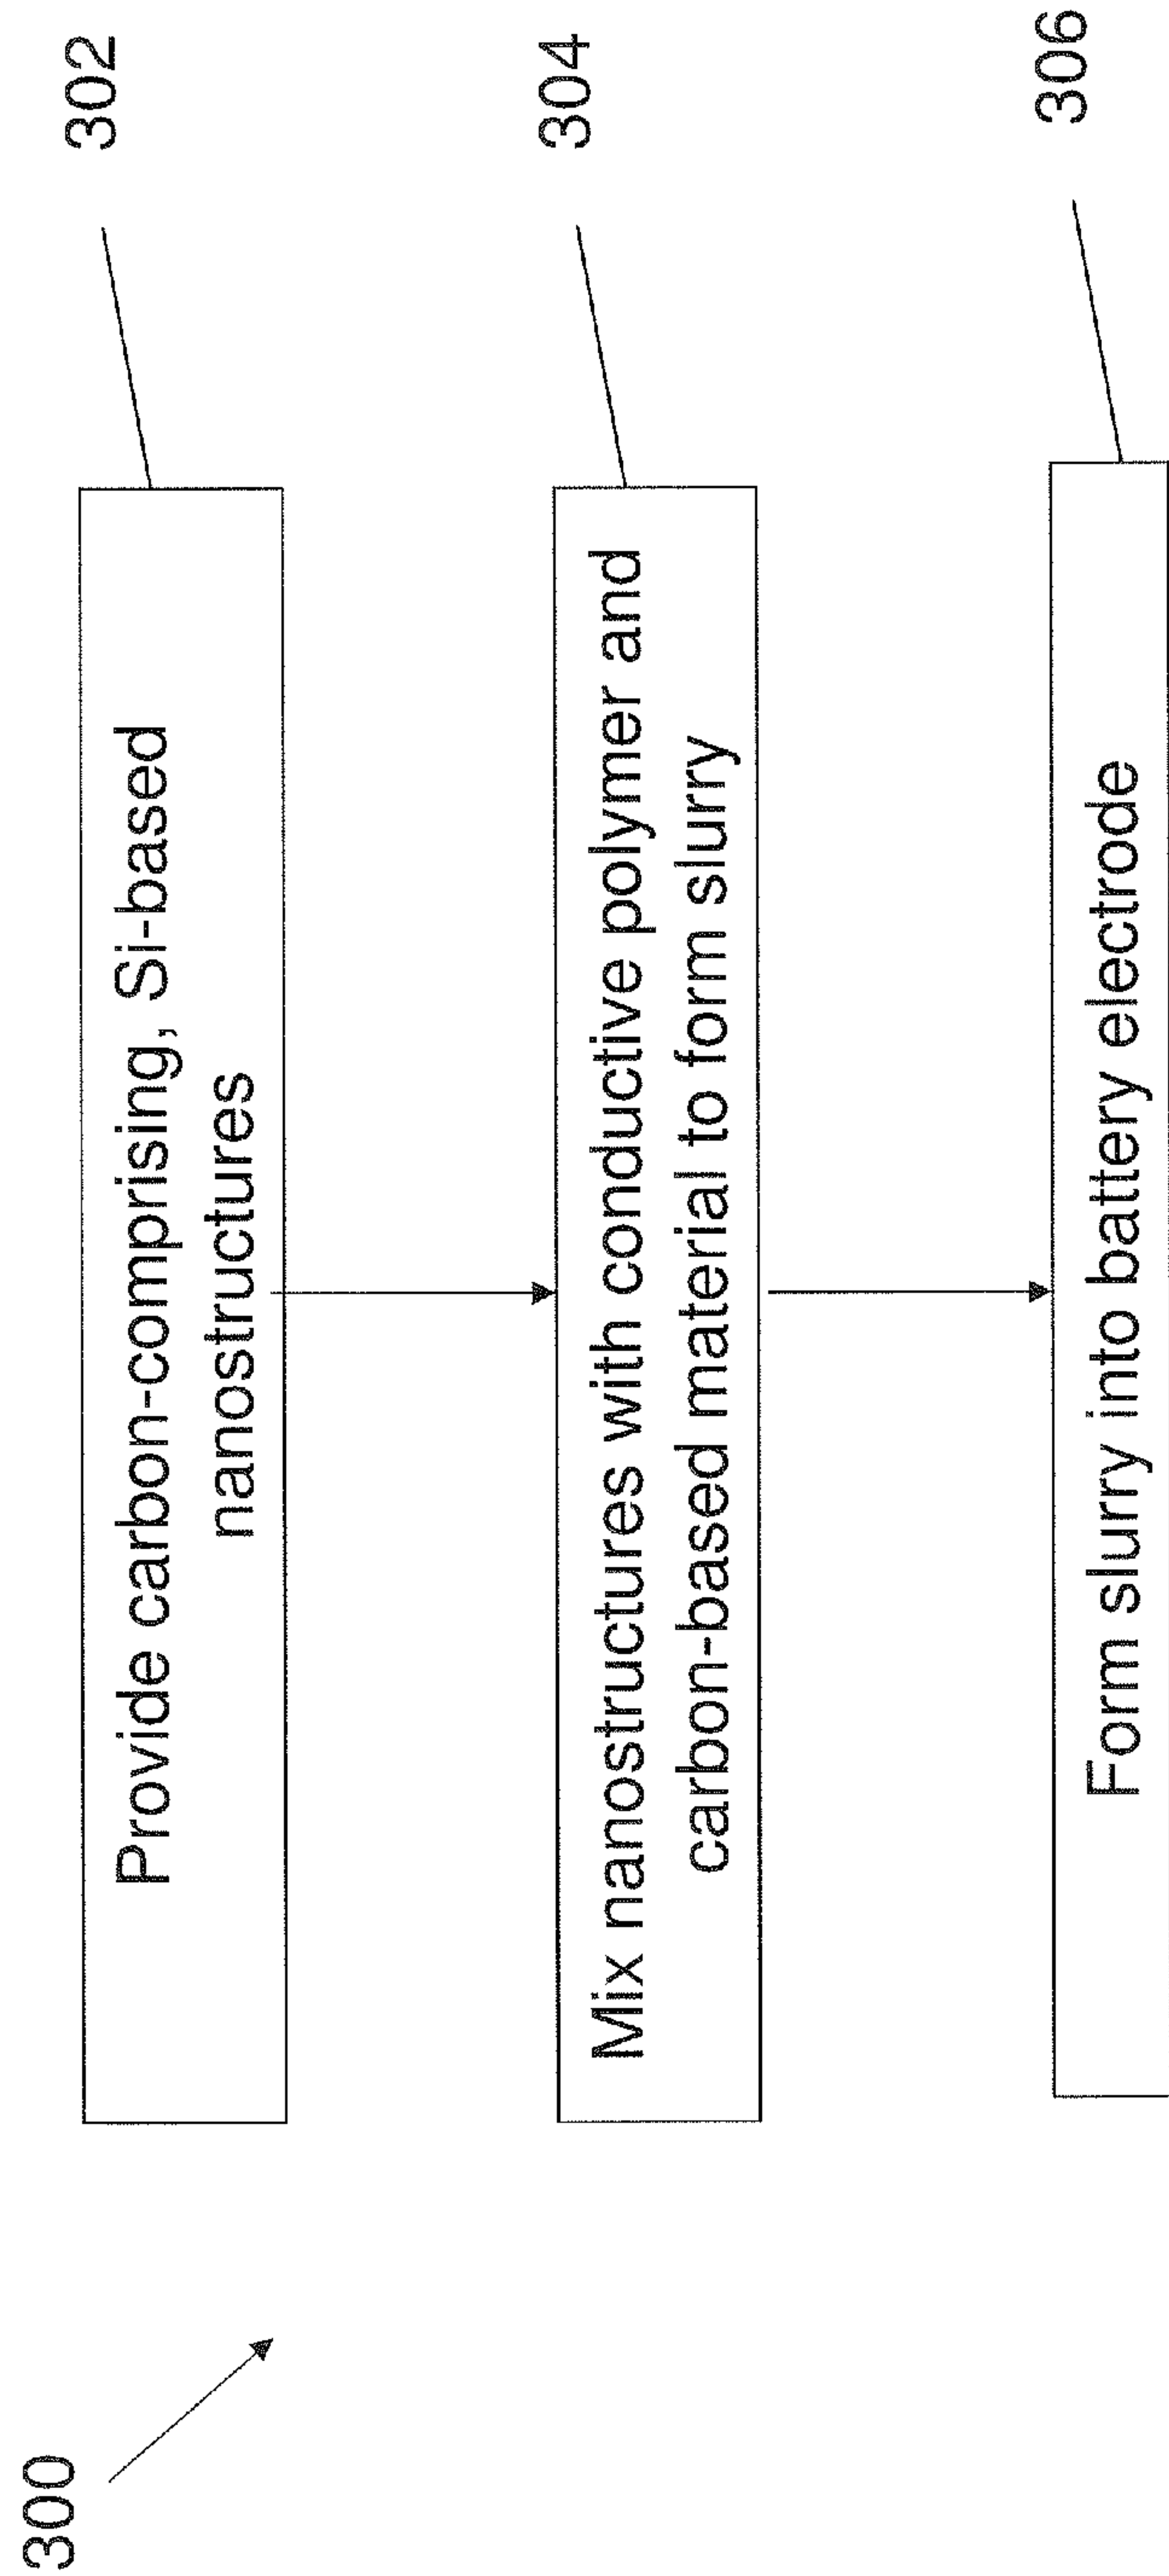 300
Provide carbon-comprising, Si-based
nanostructures
302
Mix nanostructures with conductive polymer and
carbon-based material to form slurry
304
Form slurry into battery electrode
306